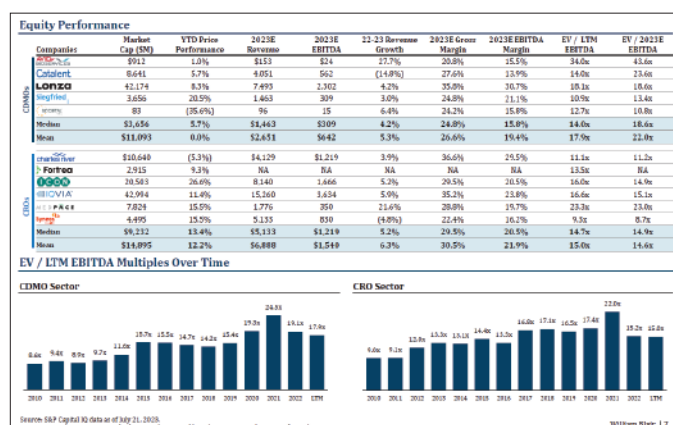 Equity Performance
Market YTD Price 2023E 2023E 22-23 Revenue 2023E Gross 2023E EBITDA EV / LTM EV / 2023E
Companies Cap ($M) Performance Revenue EBITDA Growth Margin Margin EBITDA EBITDA
CDMOs
$912 1.0% $153 $24 27.7% 20.8% 15.5% 34.0x 43.6x
Catalent 8,641 5.7% 4,051 562 (14.8%) 27.6% 13.9% 14.0x 23.6x
Lonza 42,174 8.3% 7,495 2,302 4.2% 35.8% 30.7% 18.1x 18.6x
Siegfried 3,656 20.5% 1,463 309 3.0% 24.8% 21.1% 10.9x 13.4x
83 (35.6%) 96 15 6.4% 24.2% 15.8% 12.7x 10.8x
Median $3,656 5.7% $1,463 $309 4.2% 24.8% 15.8% 14.0x 18.6x
Mean $11,093 0.0% $2,651 $642 5.3% 26.6% 19.4% 17.9x 22.0x
CROs
charles river $10,640 (5.3%) $4,129 $1,219 3.9% 36.6% 29.5% 11.1x 11.2x
Fortrea 2,915 9.3% NA NA NA NA NA 13.5x NA
ICON 20,503 26.6% 8,140 1,666 5.2% 29.5% 20.5% 16.0x 14.9x
IQVIA 42,994 11.4% 15,260 3,634 5.9% 35.2% 23.8% 16.6x 15.1x
MEDPACE 7,824 15.5% 1,776 350 21.6% 28.8% 19.7% 23.3x 23.0x
Syneos 4,495 15.5% 5,133 830 (4.8%) 22.4% 16.2% 9.5x 8.7x
Median $9,232 13.4% $5,133 $1,219 5.2% 29.5% 20.5% 14.7x 14.9x
Mean $14,895 12.2% $6,888 $1,540 6.3% 30.5% 21.9% 15.0x 14.6x
EV / LTM EBITDA Multiples Over Time
CDMO Sector
8.6x 9.4x 8.9x 9.7x 11.6x 15.7x 15.5x 14.7x 14.2x 15.4x 19.3x 24.8x 19.1x 17.9x
2010 2011 2012 2013 2014 2015 2016 2017 2018 2019 2020 2021 2022 LTM
CRO Sector
9.0x 9.1x 12.0x 13.3x 13.1x 14.4x 13.3x 16.8x 17.1x 16.5x 17.4x 22.0x 15.2x 15.0x
2010 2011 2012 2013 2014 2015 2016 2017 2018 2019 2020 2021 2022 LTM
Source: S&P Capital IQ data as of July 21, 2023.
William Blair | 7